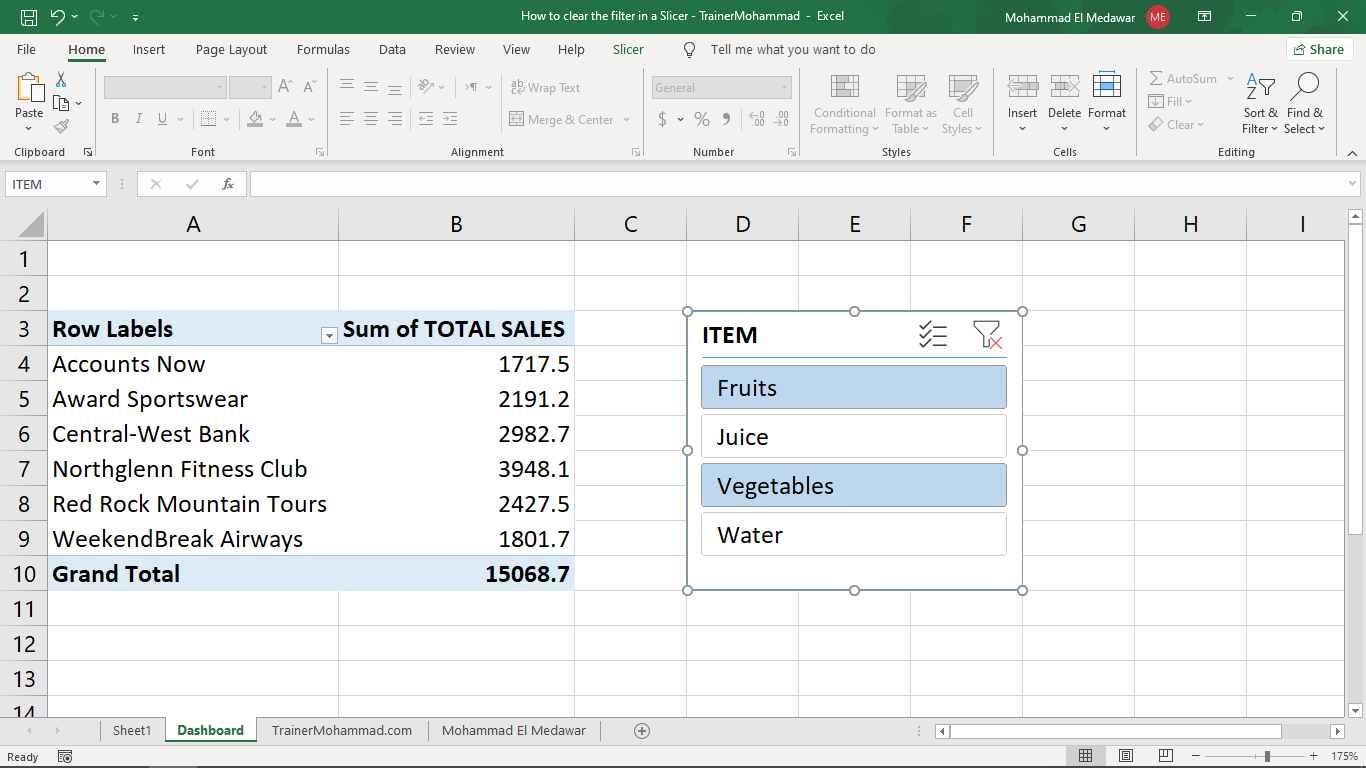 How to clear the filter in a Slicer - TrainerMohammad - Excel
Mohammad El Medawar ME
File Home Insert Page Layout Formulas Data Review View Help Slicer Tell me what you want to do Share
Paste
Clipboard
B I U A
A A
Font
Wrap Text
Merge & Center
Alignment
General
$ %
Number
Conditional Formatting
Format as Table
Cell Styles
Styles
Insert Delete Format
Cells
AutoSum
Fill
Clear
Sort & Filter
Find & Select
Editing
ITEM fx
A B C D E F G H I
1
2
3 Row Labels Sum of TOTAL SALES
4 Accounts Now 1717.5
5 Award Sportswear 2191.2
6 Central-West Bank 2982.7
7 Northglenn Fitness Club 3948.1
8 Red Rock Mountain Tours 2427.5
9 WeekendBreak Airways 1801.7
10 Grand Total 15068.7
11
12
13
14
ITEM
Fruits
Juice
Vegetables
Water
Sheet1 Dashboard TrainerMohammad.com Mohammad El Medawar
Ready 175%